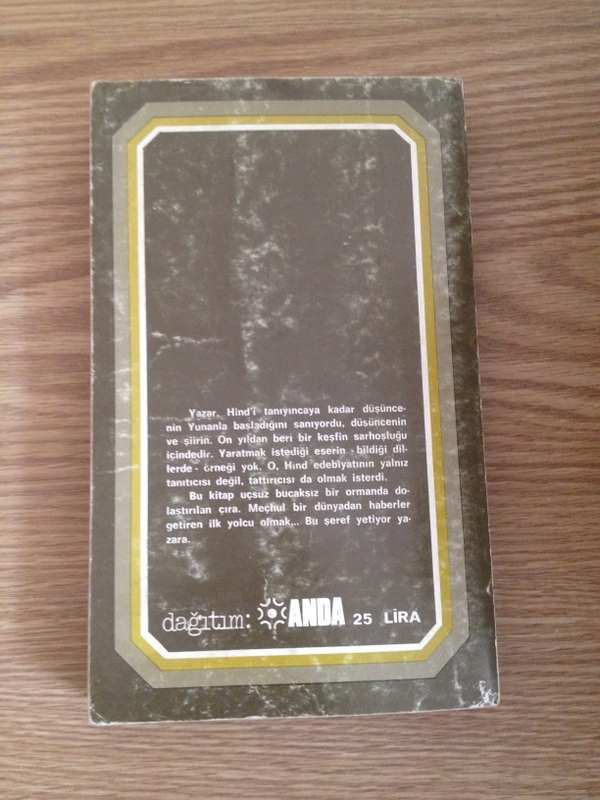 Yazar, Hind'i tanıyıncaya kadar düşünce-
nin Yunanla başladığını sanıyordu, düşüncenin
ve şiirin. On yıldan beri bir keşfin sarhoşluğu
içindedir. Yaratmak istediği eserin - bildiği dil-
lerde - örneği yok. O, Hind edebiyatının yalnız
tanıtıcısı değil, tattırıcısı da olmak isterdi.
Bu kitap uçsuz bucaksız bir ormanda do-
laştırılan çıra. Meçhul bir dünyadan haberler
getiren ilk yolcu olmak... Bu şeref yetiyor ya-
zara.
dağıtım: ANDA 25 LİRA